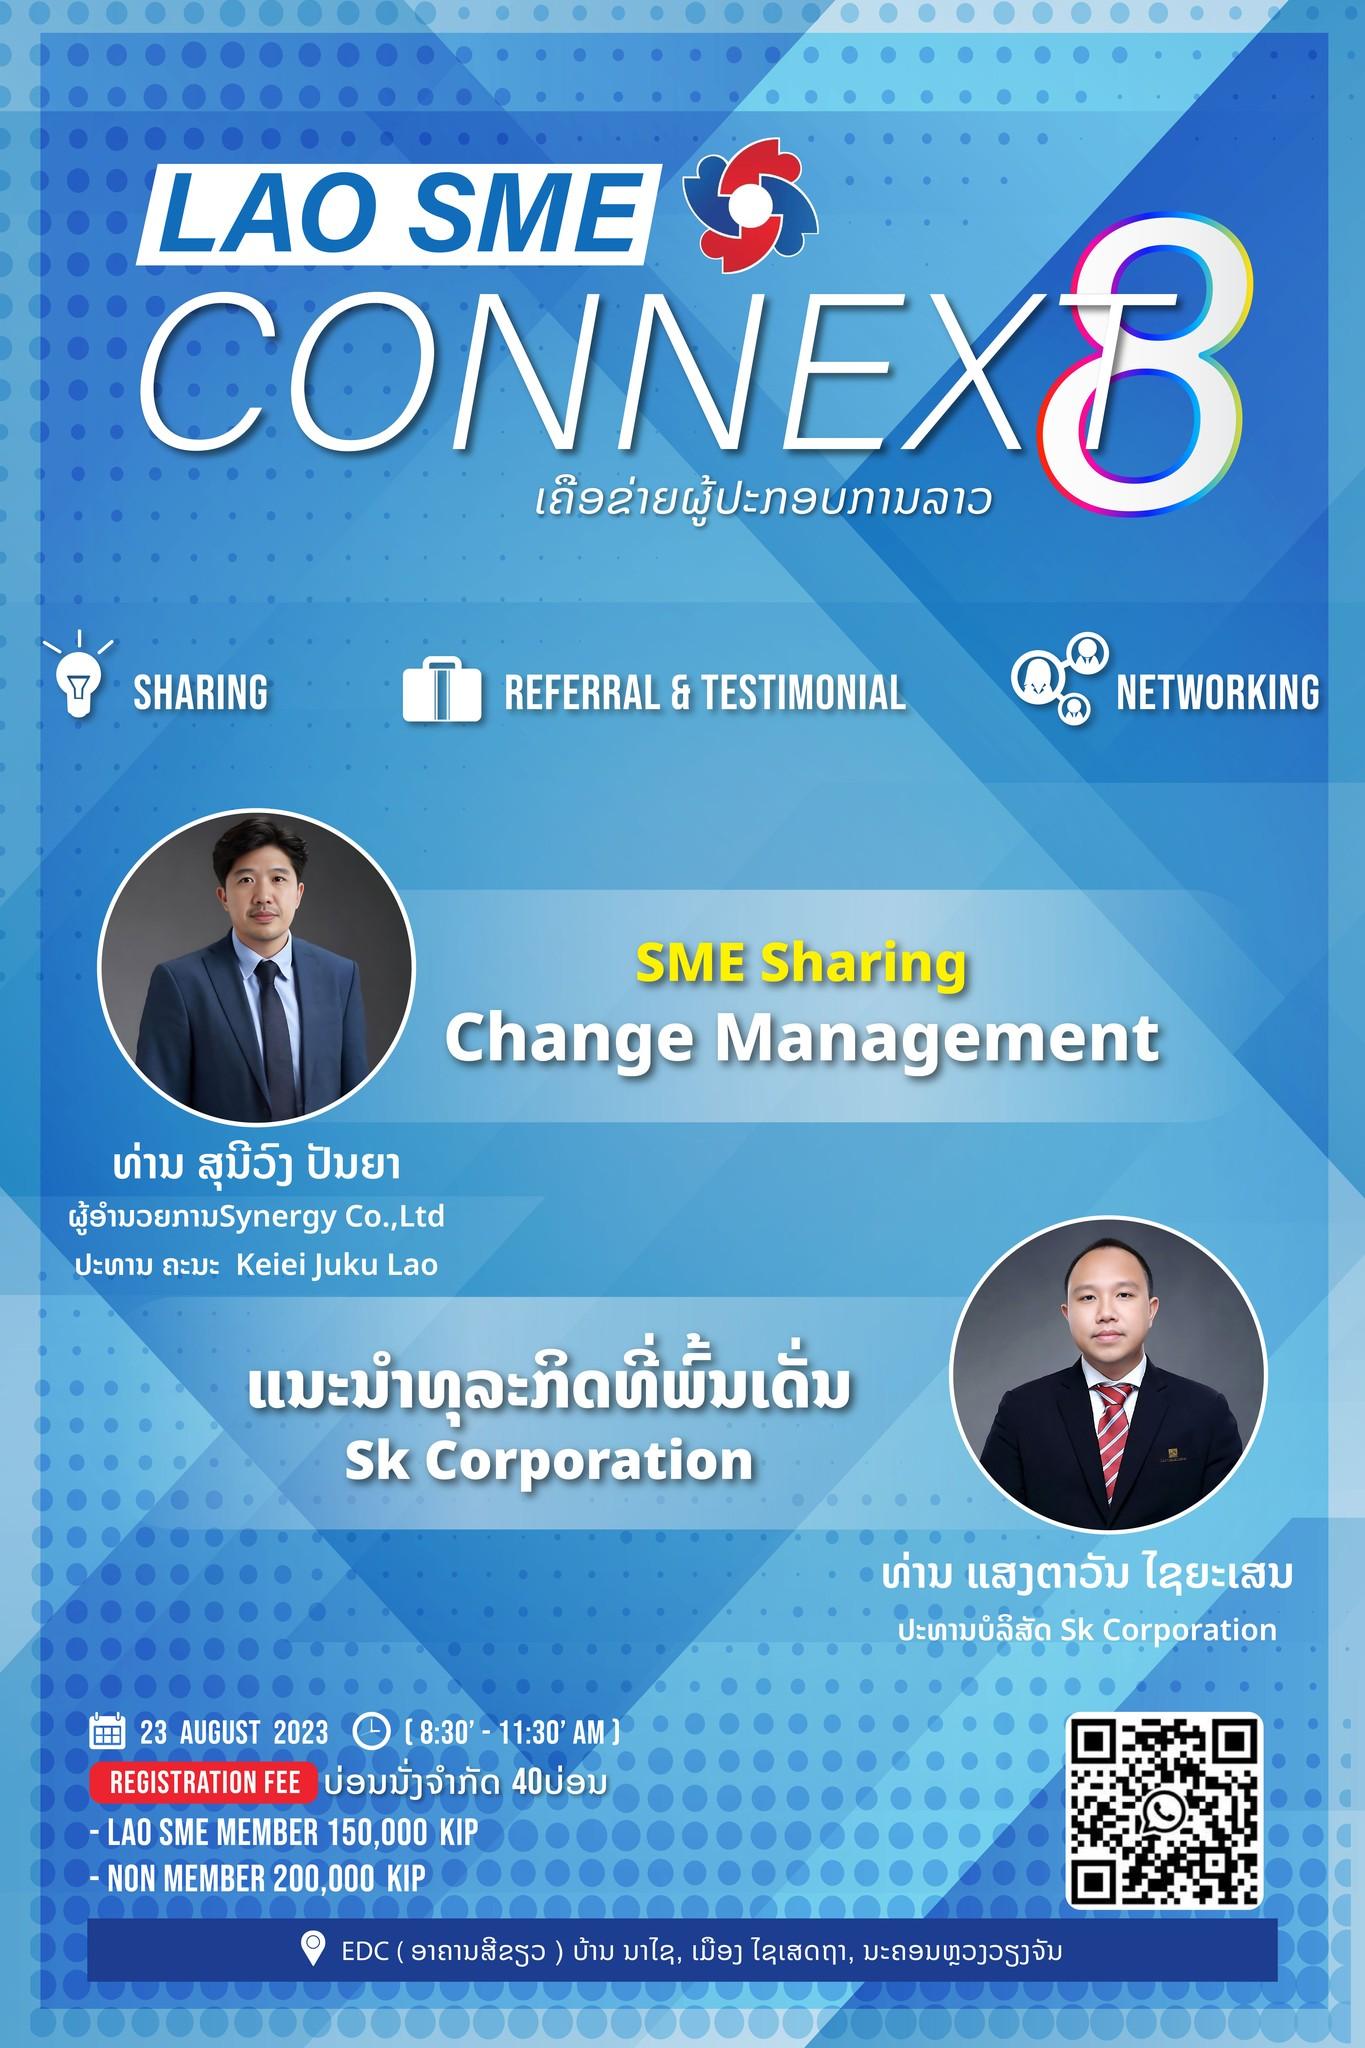 LAO SME
CONNEXT 8
ເຄືອຂ່າຍຜູ້ປະກອບການລາວ
SHARING
REFERRAL & TESTIMONIAL
NETWORKING
SME Sharing
Change Management
ທ່ານ ສຸນີວົງ ປັນຍາ
ຜູ້ອຳນວຍການSynergy Co.,Ltd
ປະທານ ຄະນະ Keiei Juku Lao
ແນະນຳທຸລະກິດທີ່ພົ້ນເດັ່ນ
Sk Corporation
ທ່ານ ແສງຕາວັນ ໄຊຍະເສນ
ປະທານບໍລິສັດ Sk Corporation
23 AUGUST 2023 ( 8:30' - 11:30' AM )
REGISTRATION FEE ບ່ອນນັ່ງຈຳກັດ 40ບ່ອນ
- LAO SME MEMBER 150,000 KIP
- NON MEMBER 200,000 KIP
EDC ( ອາຄານສີຂຽວ ) ບ້ານ ນາໄຊ, ເມືອງ ໄຊເສດຖາ, ນະຄອນຫຼວງວຽງຈັນ